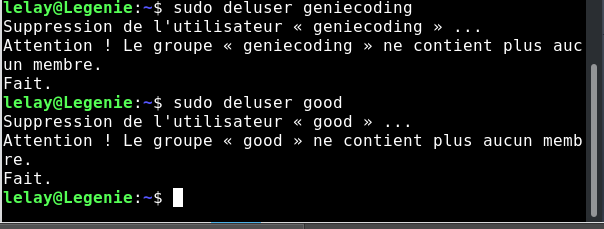 lelay@Legenie:~$ sudo deluser geniecoding
Suppression de l'utilisateur « geniecoding » ...
Attention ! Le groupe « geniecoding » ne contient plus auc
un membre.
Fait.
lelay@Legenie:~$ sudo deluser good
Suppression de l'utilisateur « good » ...
Attention ! Le groupe « good » ne contient plus aucun memb
re.
Fait.
lelay@Legenie:~$